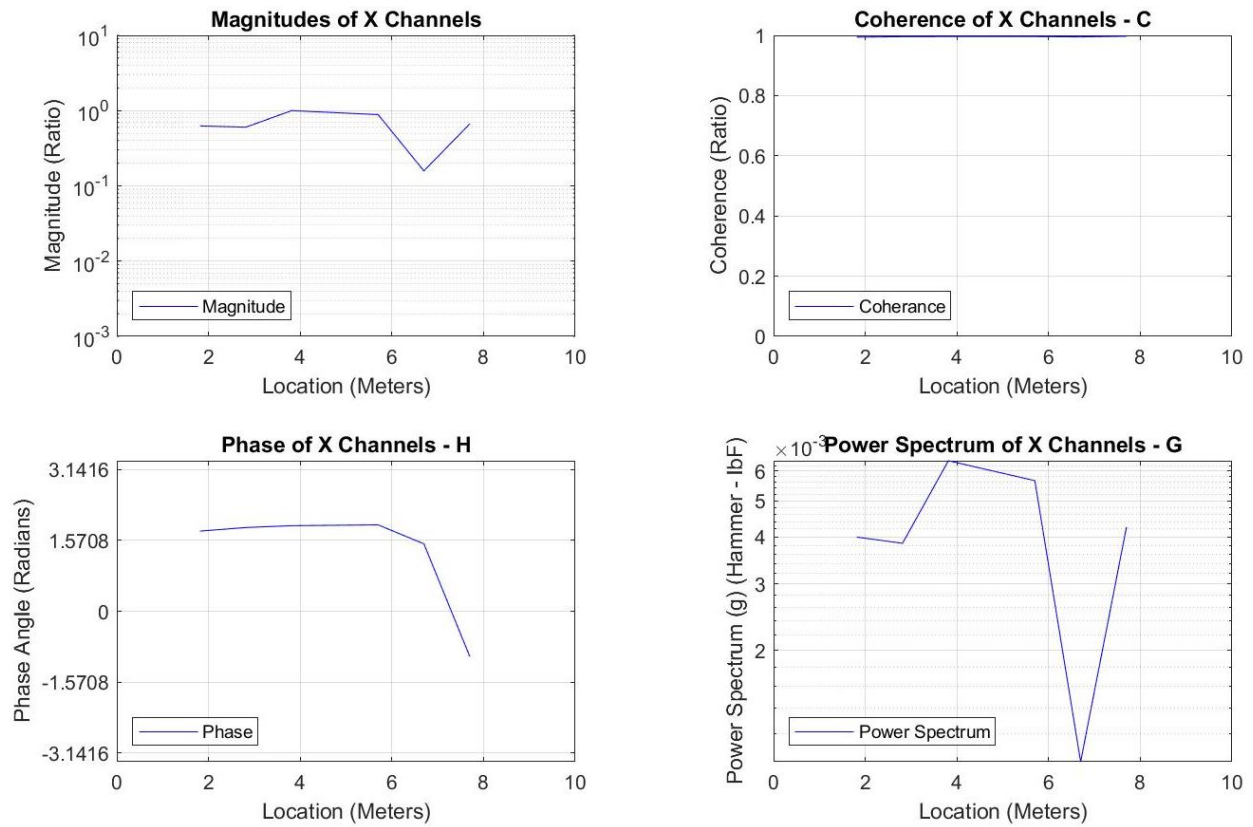 Magnitudes of X Channels
10^1
10^0
10^-1
10^-2
10^-3
Magnitude (Ratio)
Magnitude
0 2 4 6 8 10
Location (Meters)
Coherence of X Channels - C
1
0.8
0.6
0.4
0.2
0
Coherence (Ratio)
Coherance
0 2 4 6 8 10
Location (Meters)
Phase of X Channels - H
3.1416
1.5708
0
-1.5708
-3.1416
Phase Angle (Radians)
Phase
0 2 4 6 8 10
Location (Meters)
×10^-3
Power Spectrum of X Channels - G
6
5
4
3
2
Power Spectrum (g) (Hammer - lbF)
Power Spectrum
0 2 4 6 8 10
Location (Meters)